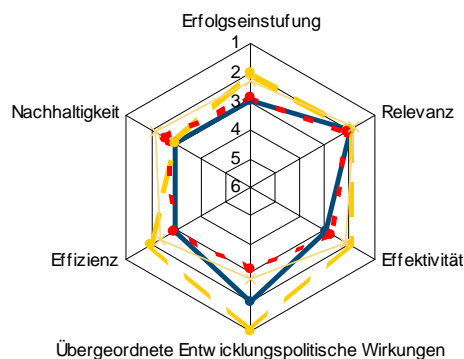 Erfolgseinstufung
1
2
Nachhaltigkeit 3 Relevanz
4
5
6
Effizienz Effektivität
Übergeordnete Entwicklungspolitische Wirkungen